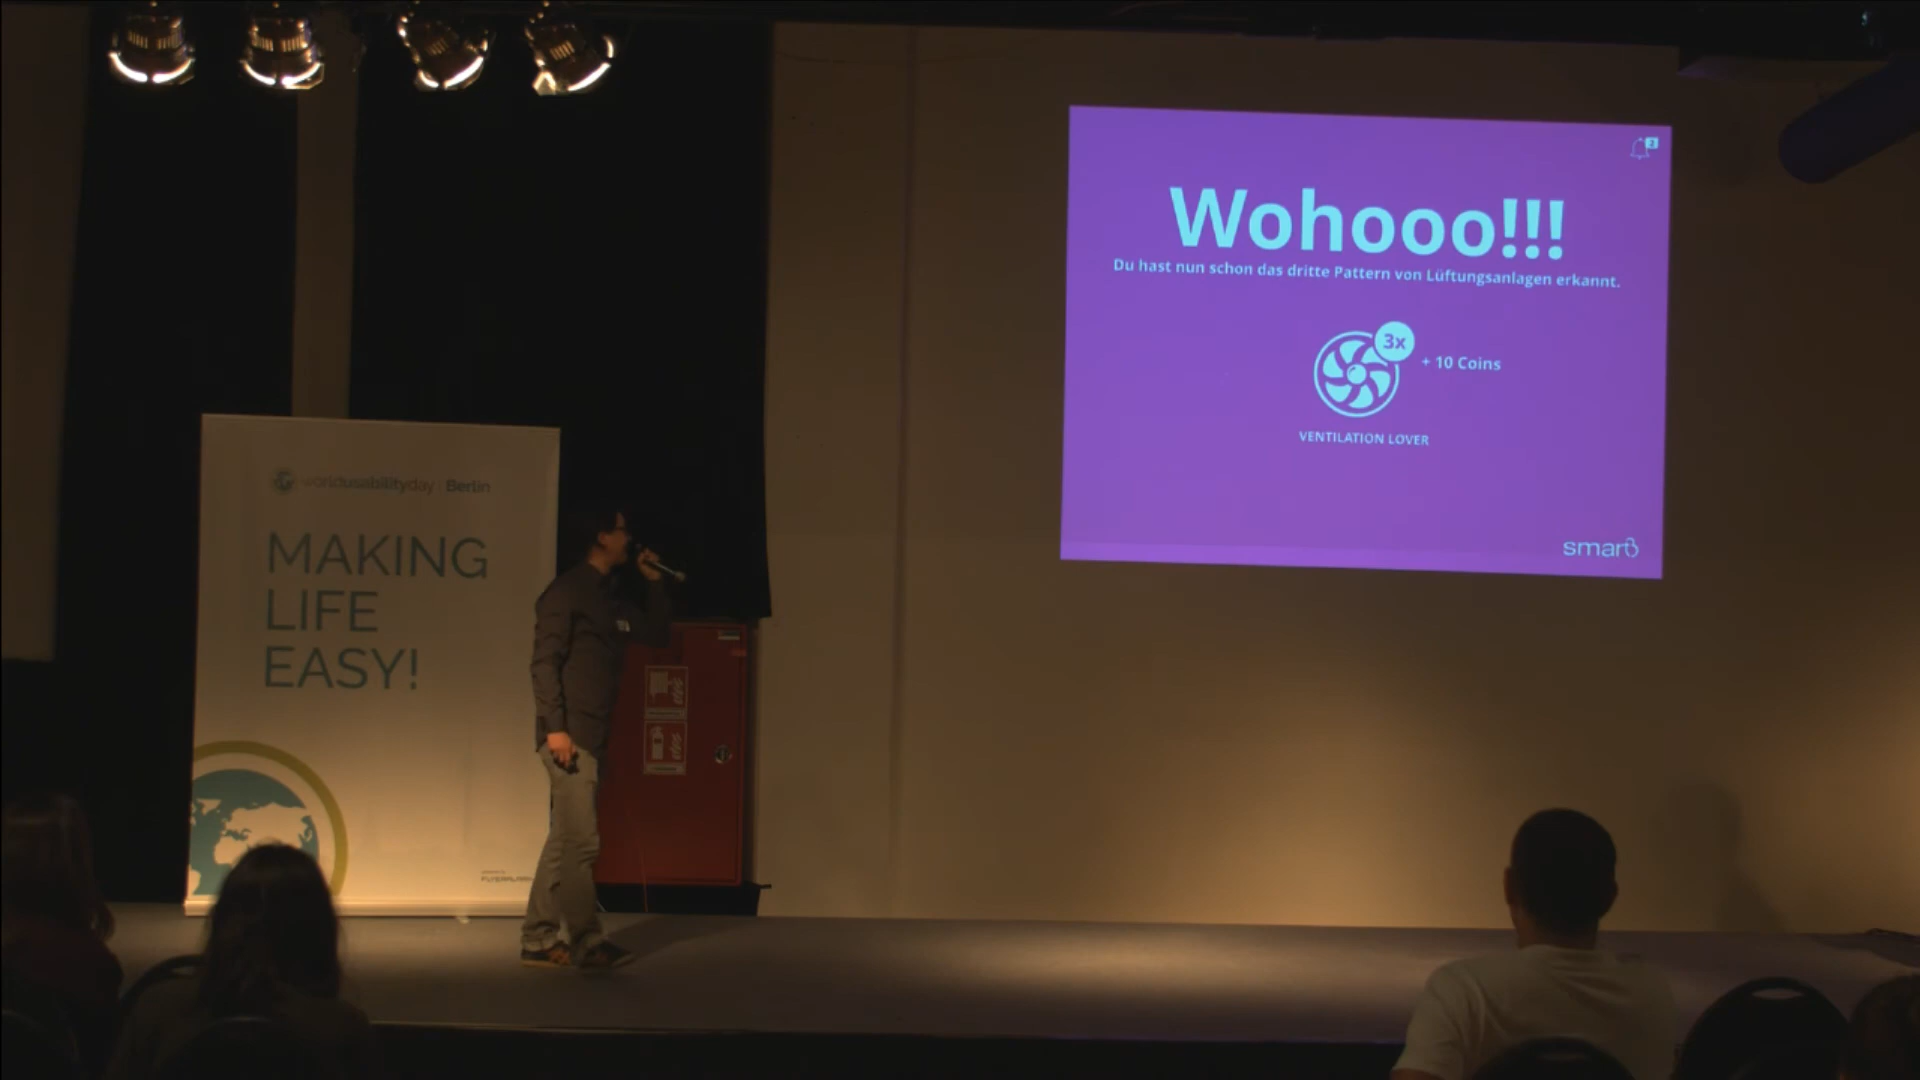 worldusabilityday | Berlin
MAKING
LIFE
EASY!
Wohooo!!!
Du hast nun schon das dritte Pattern von Lüftungsanlagen erkannt.
3x
+ 10 Coins
VENTILATION LOVER
smartB